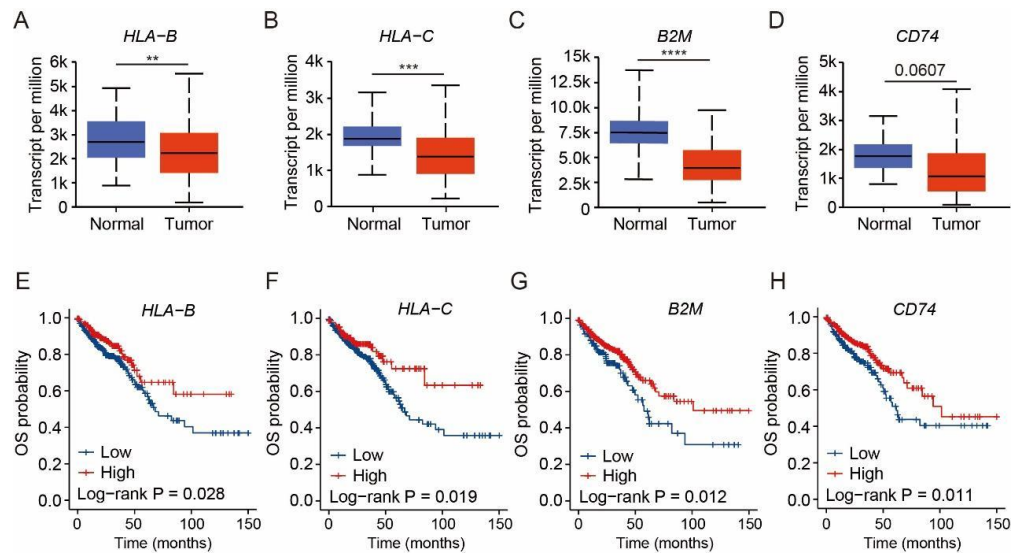 A
HLA−B
Transcript per million
6k
5k
4k
3k
2k
1k
0
**
Normal Tumor
B
HLA−C
Transcript per million
4k
3k
2k
1k
0
***
Normal Tumor
C
B2M
Transcript per million
15k
12.5k
10.0k
7.5k
5.0k
2.5k
0
****
Normal Tumor
D
CD74
Transcript per million
5k
4k
3k
2k
1k
0
0.0607
Normal Tumor
E
HLA−B
OS probability
1.0
0.8
0.6
0.4
0.2
0.0
Low
High
Log−rank P = 0.028
0 50 100 150
Time (months)
F
HLA−C
OS probability
1.0
0.8
0.6
0.4
0.2
0.0
Low
High
Log−rank P = 0.019
0 50 100 150
Time (months)
G
B2M
OS probability
1.0
0.8
0.6
0.4
0.2
0.0
Low
High
Log−rank P = 0.012
0 50 100 150
Time (months)
H
CD74
OS probability
1.0
0.8
0.6
0.4
0.2
0.0
Low
High
Log−rank P = 0.011
0 50 100 150
Time (months)